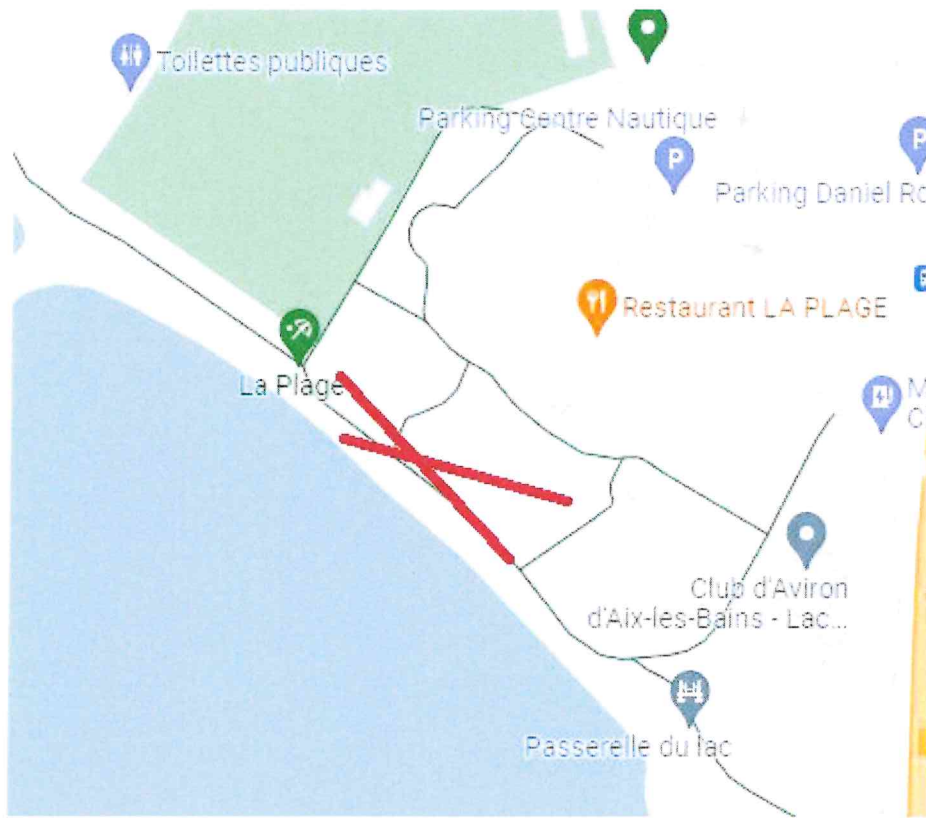 Toilettes publiques
Parking Centre Nautique
P
P
Parking Daniel Ro
Restaurant LA PLAGE
La Plage
M
C
Club d'Aviron
d'Aix-les-Bains - Lac...
Passerelle du lac